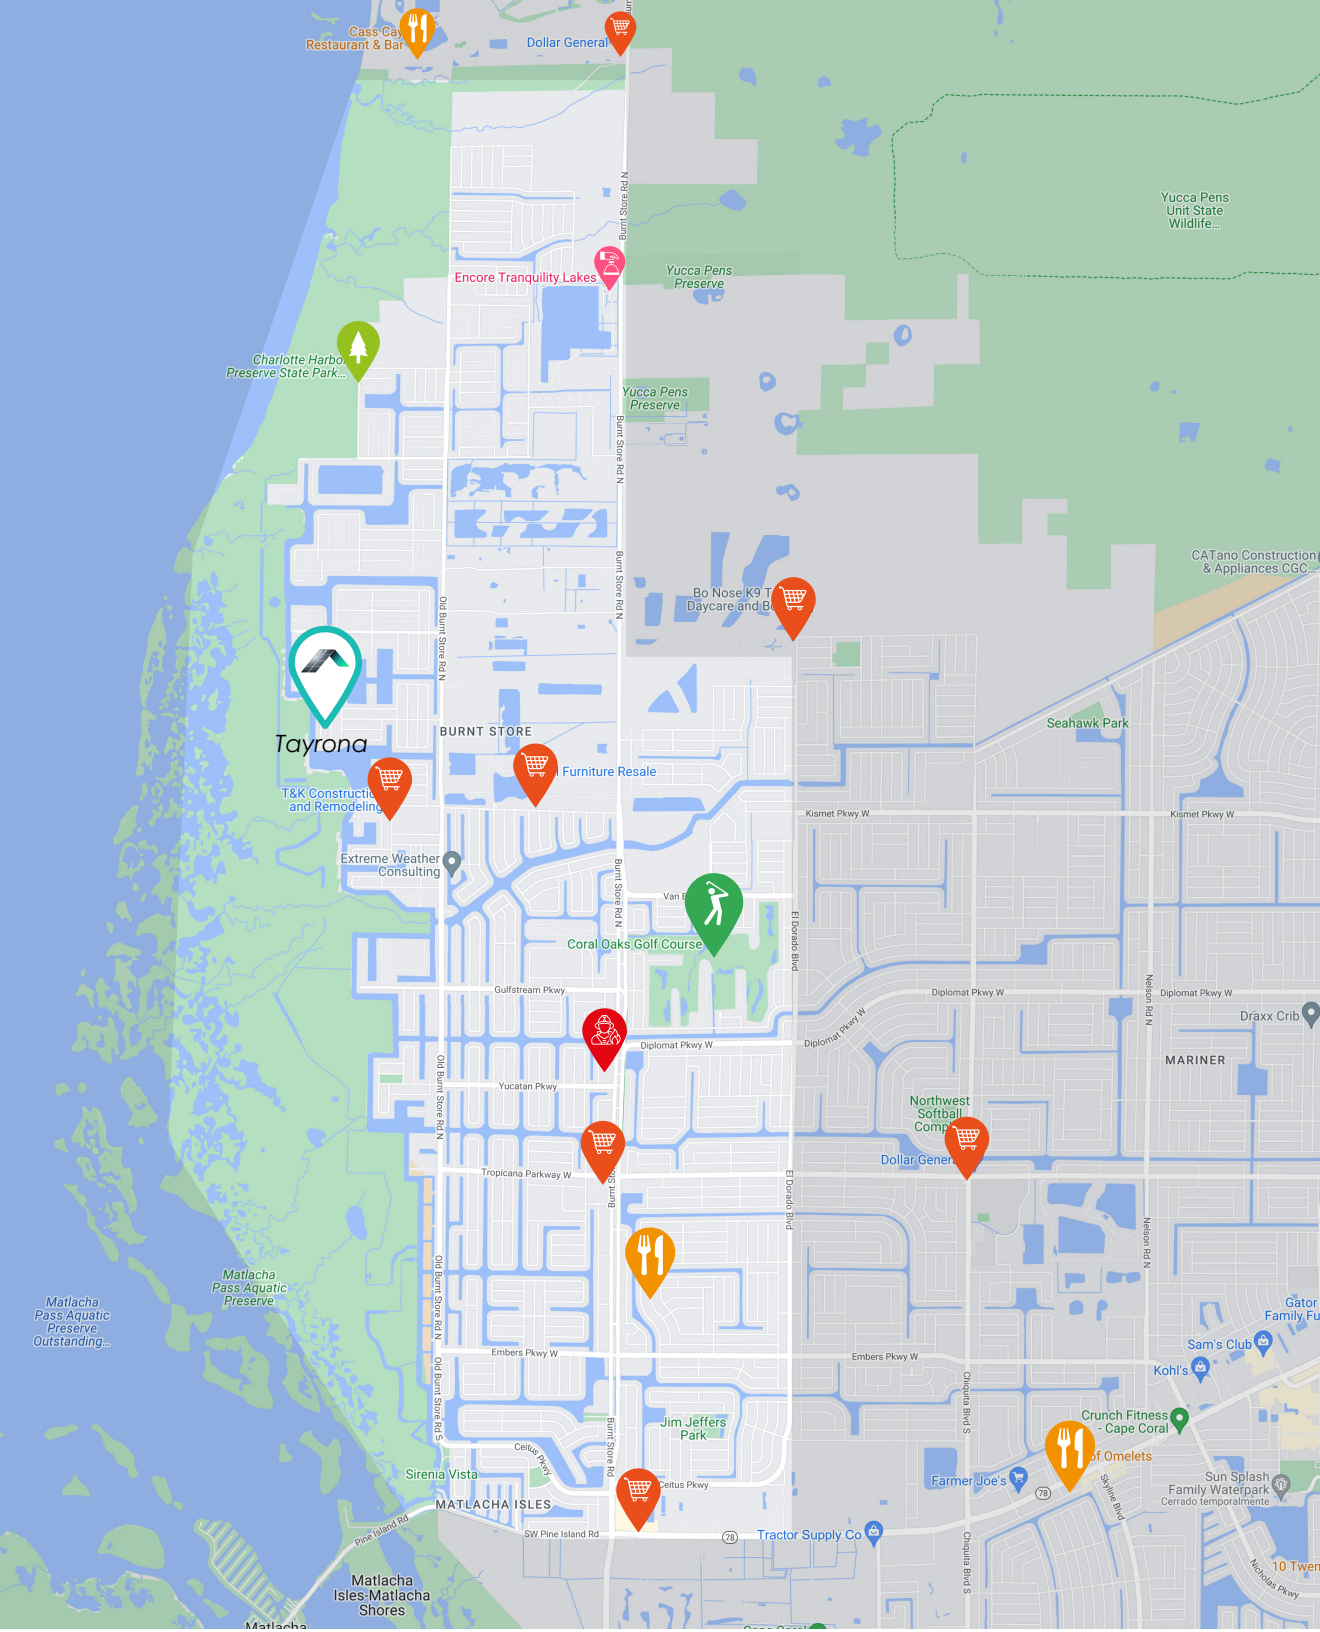 Cass Cay
Restaurant & Bar
Dollar General
Burnt Store Rd N
Yucca Pens
Unit State
Wildlife...
Encore Tranquility Lakes
Yucca Pens
Preserve
Charlotte Harbor
Preserve State Park...
Yucca Pens
Preserve
Burnt Store Rd N
Burnt Store Rd N
CATano Construction
& Appliances CGC...
Bo Nose K9 T
Daycare and Bo
Old Burnt Store Rd N
Tayrona
BURNT STORE
Seahawk Park
Furniture Resale
T&K Constructio
and Remodeling
Kismet Pkwy W
Kismet Pkwy W
Extreme Weather
Consulting
Burnt Store Rd N
Van B
El Dorado Blvd
Coral Oaks Golf Course
Gulfstream Pkwy
Diplomat Pkwy W
Diplomat Pkwy W
Nelson Rd N
Draxx Crib
Diplomat Pkwy W
Diplomat Pkwy W
MARINER
Old Burnt Store Rd N
Yucatan Pkwy
Northwest
Softball
Comp
Dollar Gener
Tropicana Parkway W
Burnt Sto
El Dorado Blvd
Nelson Rd N
Matlacha
Pass Aquatic
Preserve
Matlacha
Pass Aquatic
Preserve
Outstanding...
Old Burnt Store Rd N
Gator
Family Fu
Sam's Club
Kohl's
Embers Pkwy W
Embers Pkwy W
Old Burnt Store Rd S
Chiquita Blvd S
Crunch Fitness
- Cape Coral
Jim Jeffers
Park
Burnt Store Rd
Ceitus Pkwy
of Omelets
Sirenia Vista
Farmer Joe's
78
Skyline Blvd
Sun Splash
Family Waterpark
Cerrado temporalmente
Ceitus Pkwy
MATLACHA ISLES
Pine Island Rd
SW Pine Island Rd
78
Tractor Supply Co
Chiquita Blvd S
10 Twen
Nicholas Pkwy
Matlacha
Isles-Matlacha
Shores
Matlacha
Cape Coral